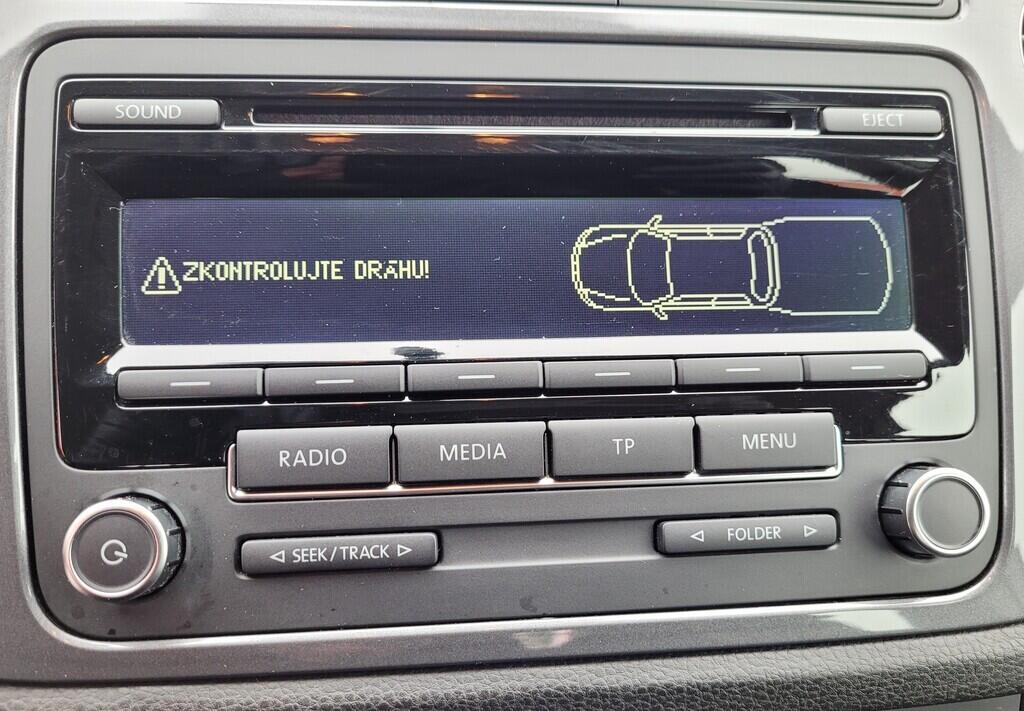 SOUND
EJECT
ZKONTROLUJTE DRÁHU!
RADIO
MEDIA
TP
MENU
SEEK/TRACK
FOLDER